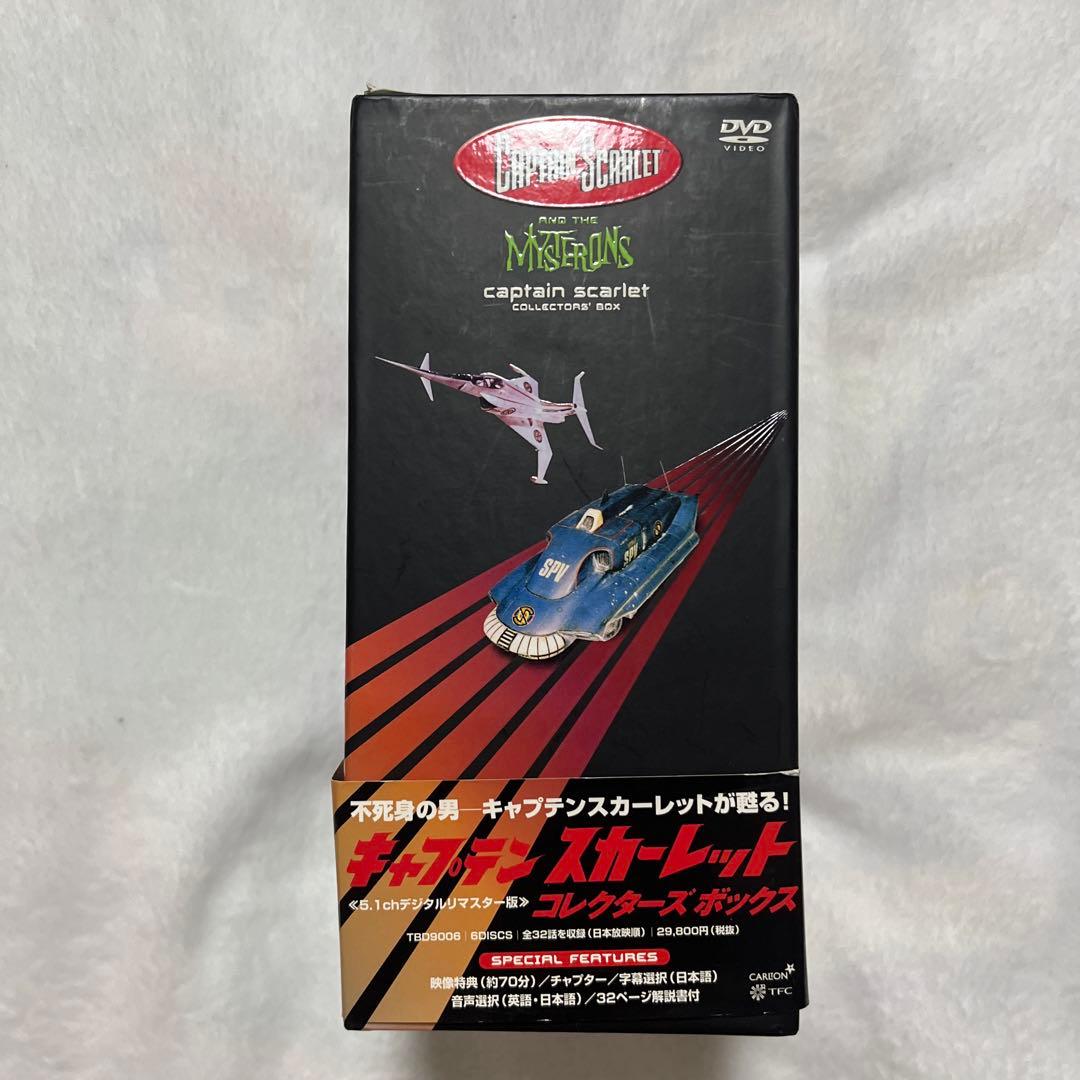 DVD
VIDEO
CAPTAIN SCARLET
AND THE
MYSTERONS
captain scarlet
COLLECTORS' BOX
SPV
SPV
不死身の男─キャプテンスカーレットが甦る!
キャプテン スカーレット
≪5.1chデジタルリマスター版≫ コレクターズ ボックス
TBD9006 | 6DISCS | 全32話を収録(日本放映順) | 29,800円(税抜)
SPECIAL FEATURES
映像特典(約70分)/チャプター/字幕選択(日本語)
音声選択(英語・日本語)/32ページ解説書付
CARLTON
TFC